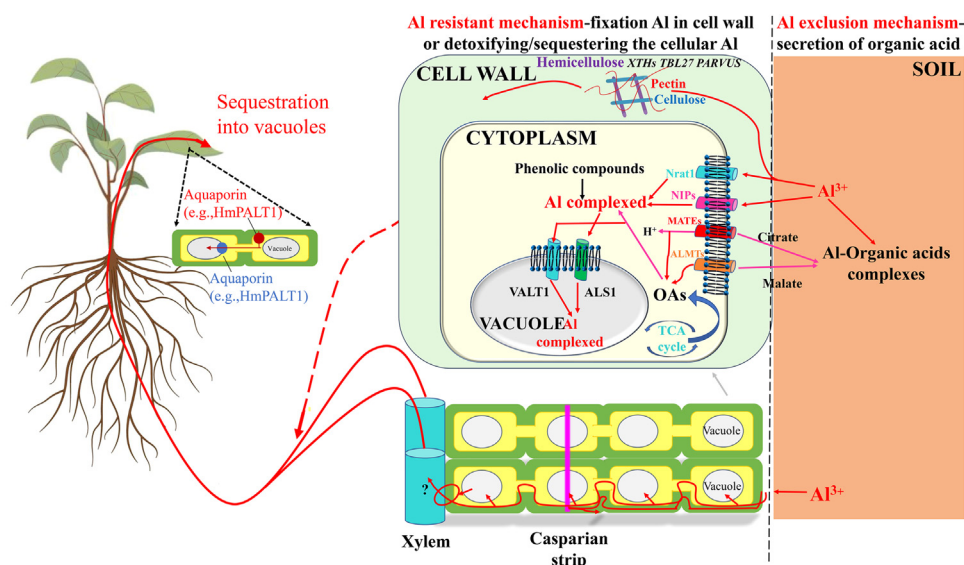 Al resistant mechanism-fixation Al in cell wall
or detoxifying/sequestering the cellular Al
Al exclusion mechanism-
secretion of organic acid
SOIL
CELL WALL
Hemicellulose XTHs TBL27 PARVUS
Pectin
Cellulose
Sequestration
into vacuoles
CYTOPLASM
Phenolic compounds
Nrat1
Al complexed
NIPs
Al³⁺
MATEs
H⁺
Citrate
ALMTs
Al-Organic acids
complexes
Malate
OAs
VALT1
ALS1
VACUOLE
Al
complexed
TCA
cycle
Aquaporin
(e.g.,HmPALT1)
Vacuole
Aquaporin
(e.g.,HmPALT1)
Vacuole
Vacuole
?
Al³⁺
Xylem
Casparian
strip